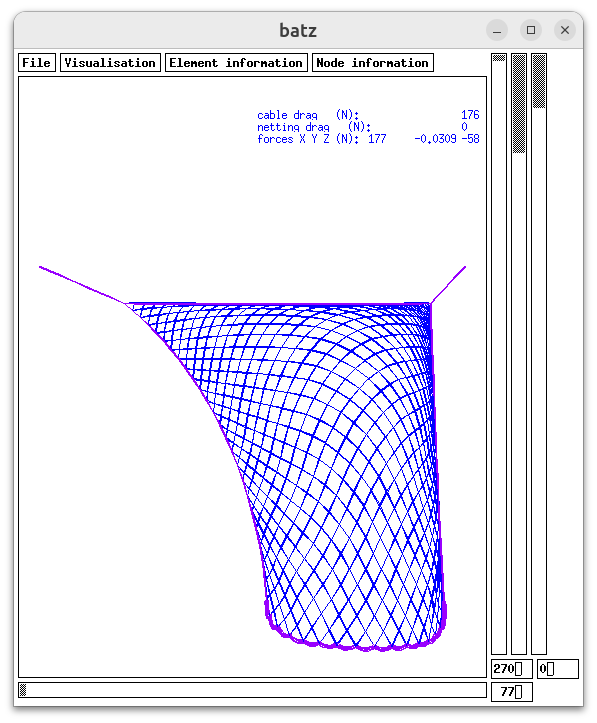 batz
File Visualisation Element information Node information
cable drag (N): 176
netting drag (N): 0
forces X Y Z (N): 177 -0.0309 -58
270 0
77